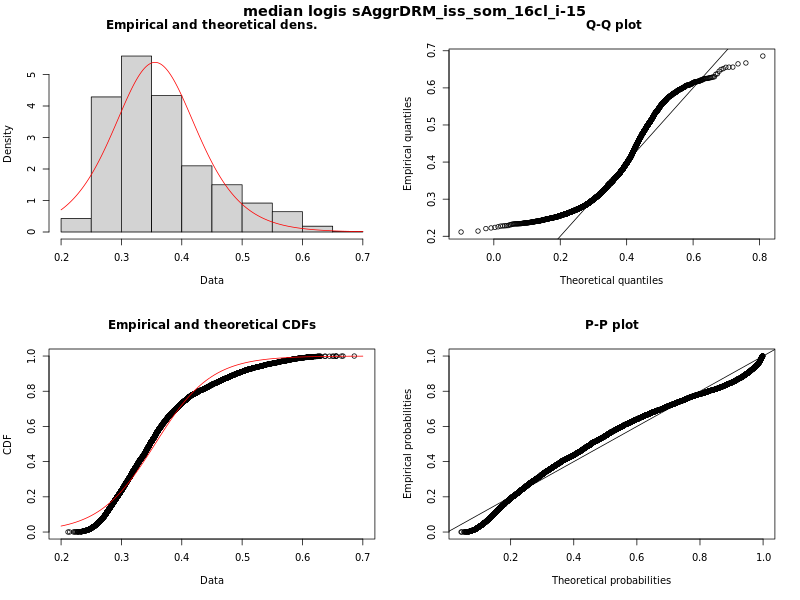 median logis sAggrDRM_iss_som_16cl_i-15
Empirical and theoretical dens.
Density
0 1 2 3 4 5
0.2 0.3 0.4 0.5 0.6 0.7
Data
Q-Q plot
Empirical quantiles
0.2 0.3 0.4 0.5 0.6 0.7
0.0 0.2 0.4 0.6 0.8
Theoretical quantiles
Empirical and theoretical CDFs
CDF
0.0 0.2 0.4 0.6 0.8 1.0
0.2 0.3 0.4 0.5 0.6 0.7
Data
P-P plot
Empirical probabilities
0.0 0.2 0.4 0.6 0.8 1.0
0.2 0.4 0.6 0.8 1.0
Theoretical probabilities